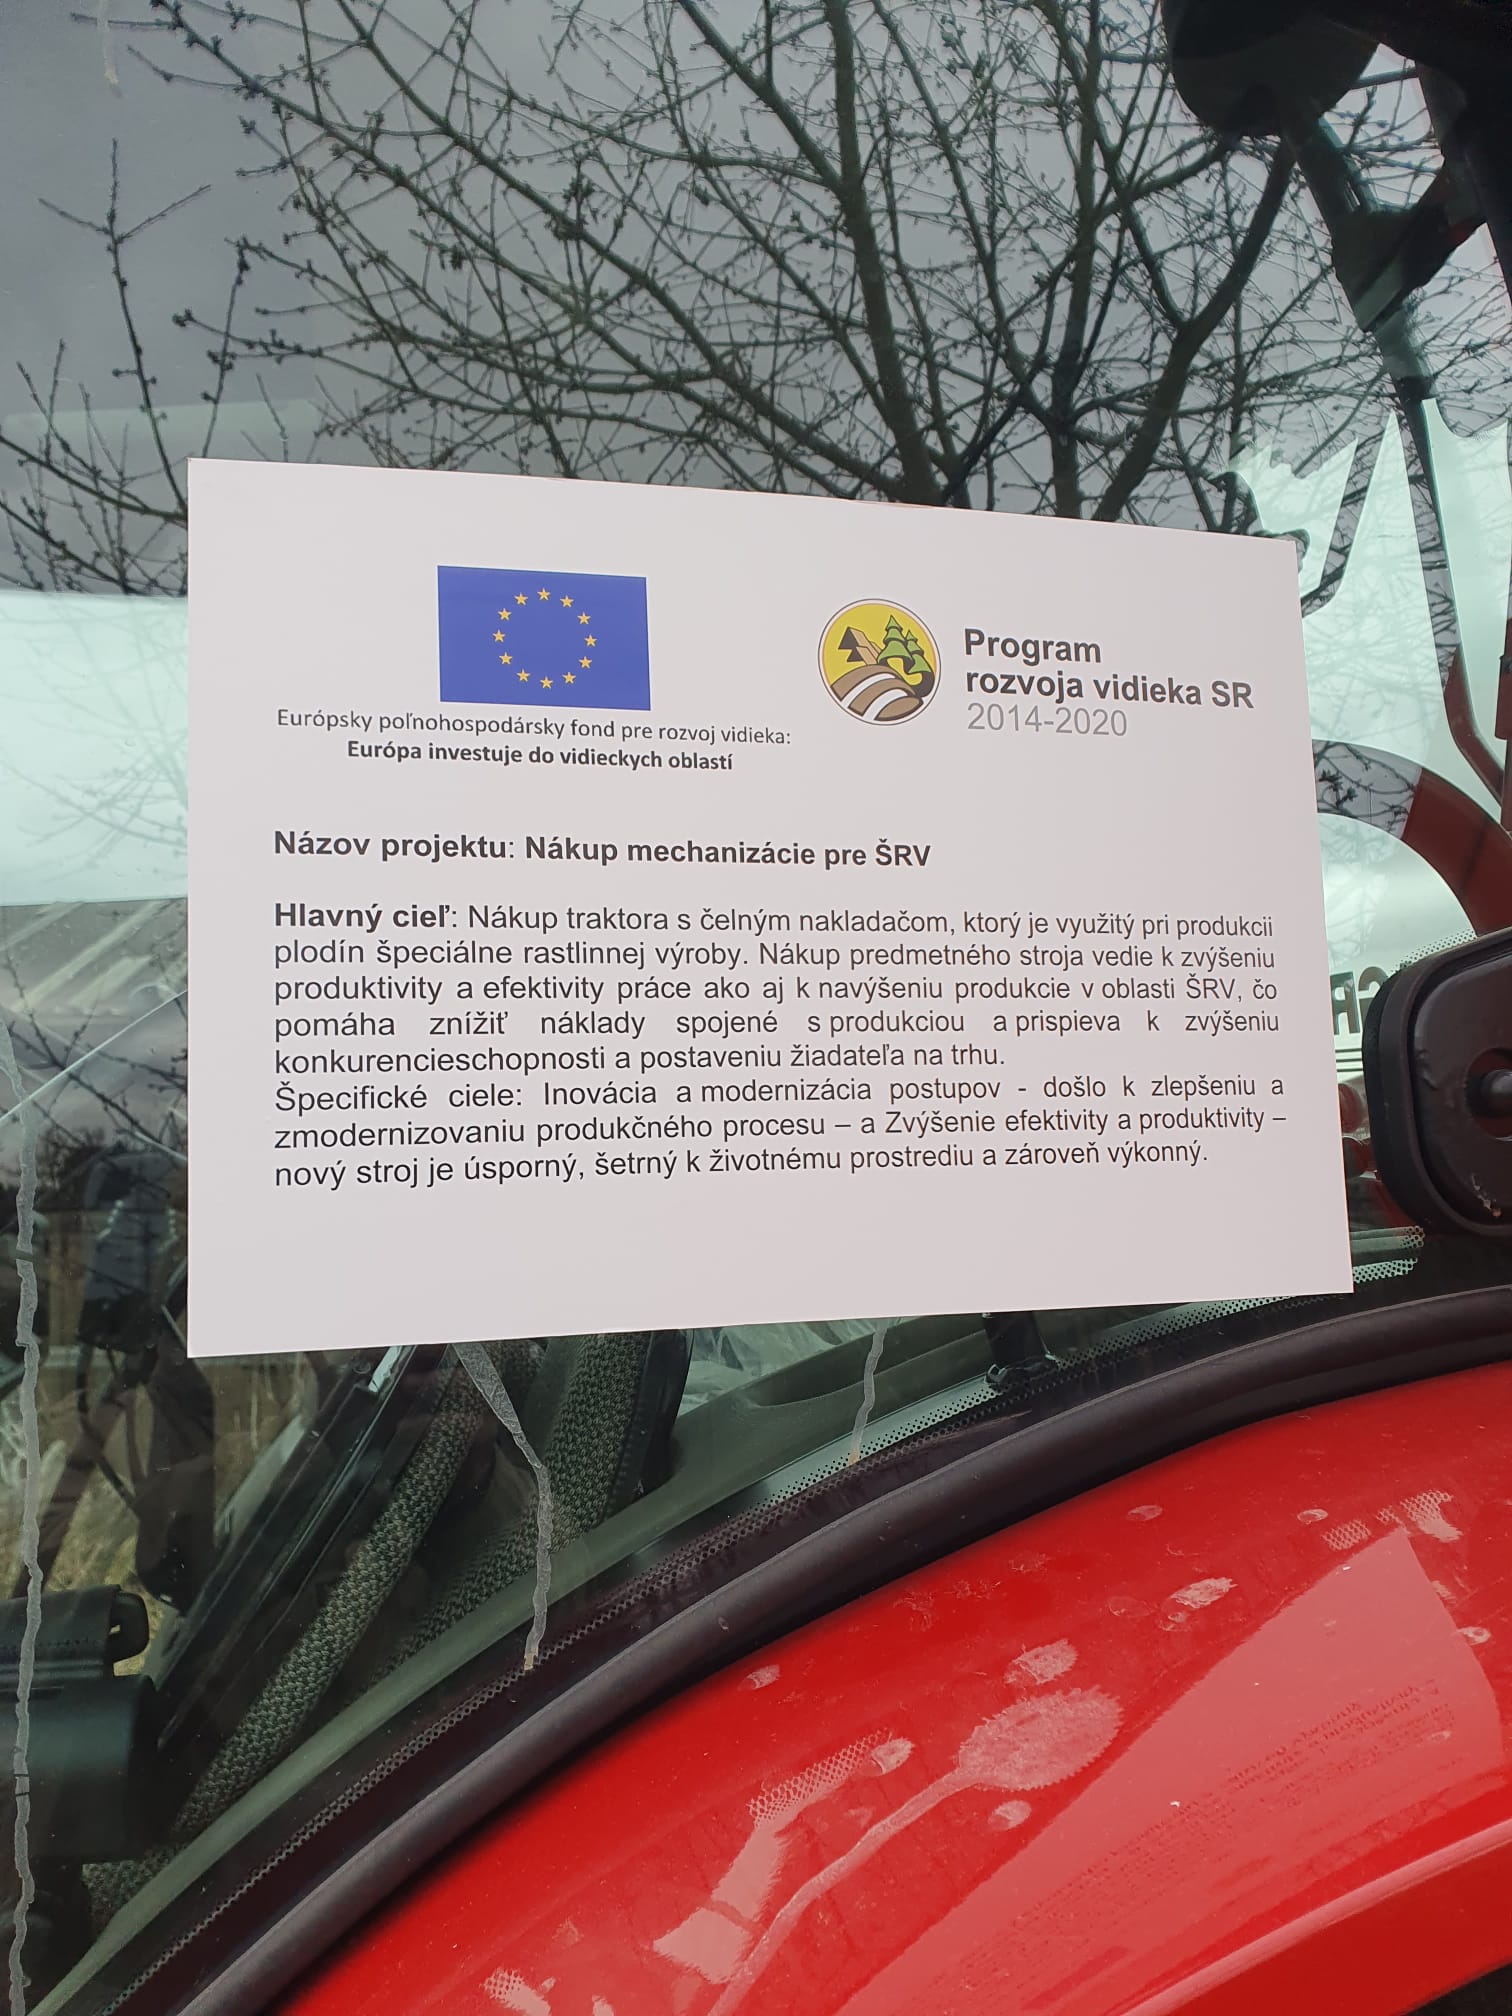 Európsky poľnohospodársky fond pre rozvoj vidieka:
Európa investuje do vidieckych oblastí
Program
rozvoja vidieka SR
2014-2020
Názov projektu: Nákup mechanizácie pre ŠRV
Hlavný cieľ: Nákup traktora s čelným nakladačom, ktorý je využitý pri produkcii
plodín špeciálne rastlinnej výroby. Nákup predmetného stroja vedie k zvýšeniu
produktivity a efektivity práce ako aj k navýšeniu produkcie v oblasti ŠRV, čo
pomáha znížiť náklady spojené s produkciou a prispieva k zvýšeniu
konkurencieschopnosti a postaveniu žiadateľa na trhu.
Špecifické ciele: Inovácia a modernizácia postupov - došlo k zlepšeniu a
zmodernizovaniu produkčného procesu – a Zvýšenie efektivity a produktivity –
nový stroj je úsporný, šetrný k životnému prostrediu a zároveň výkonný.